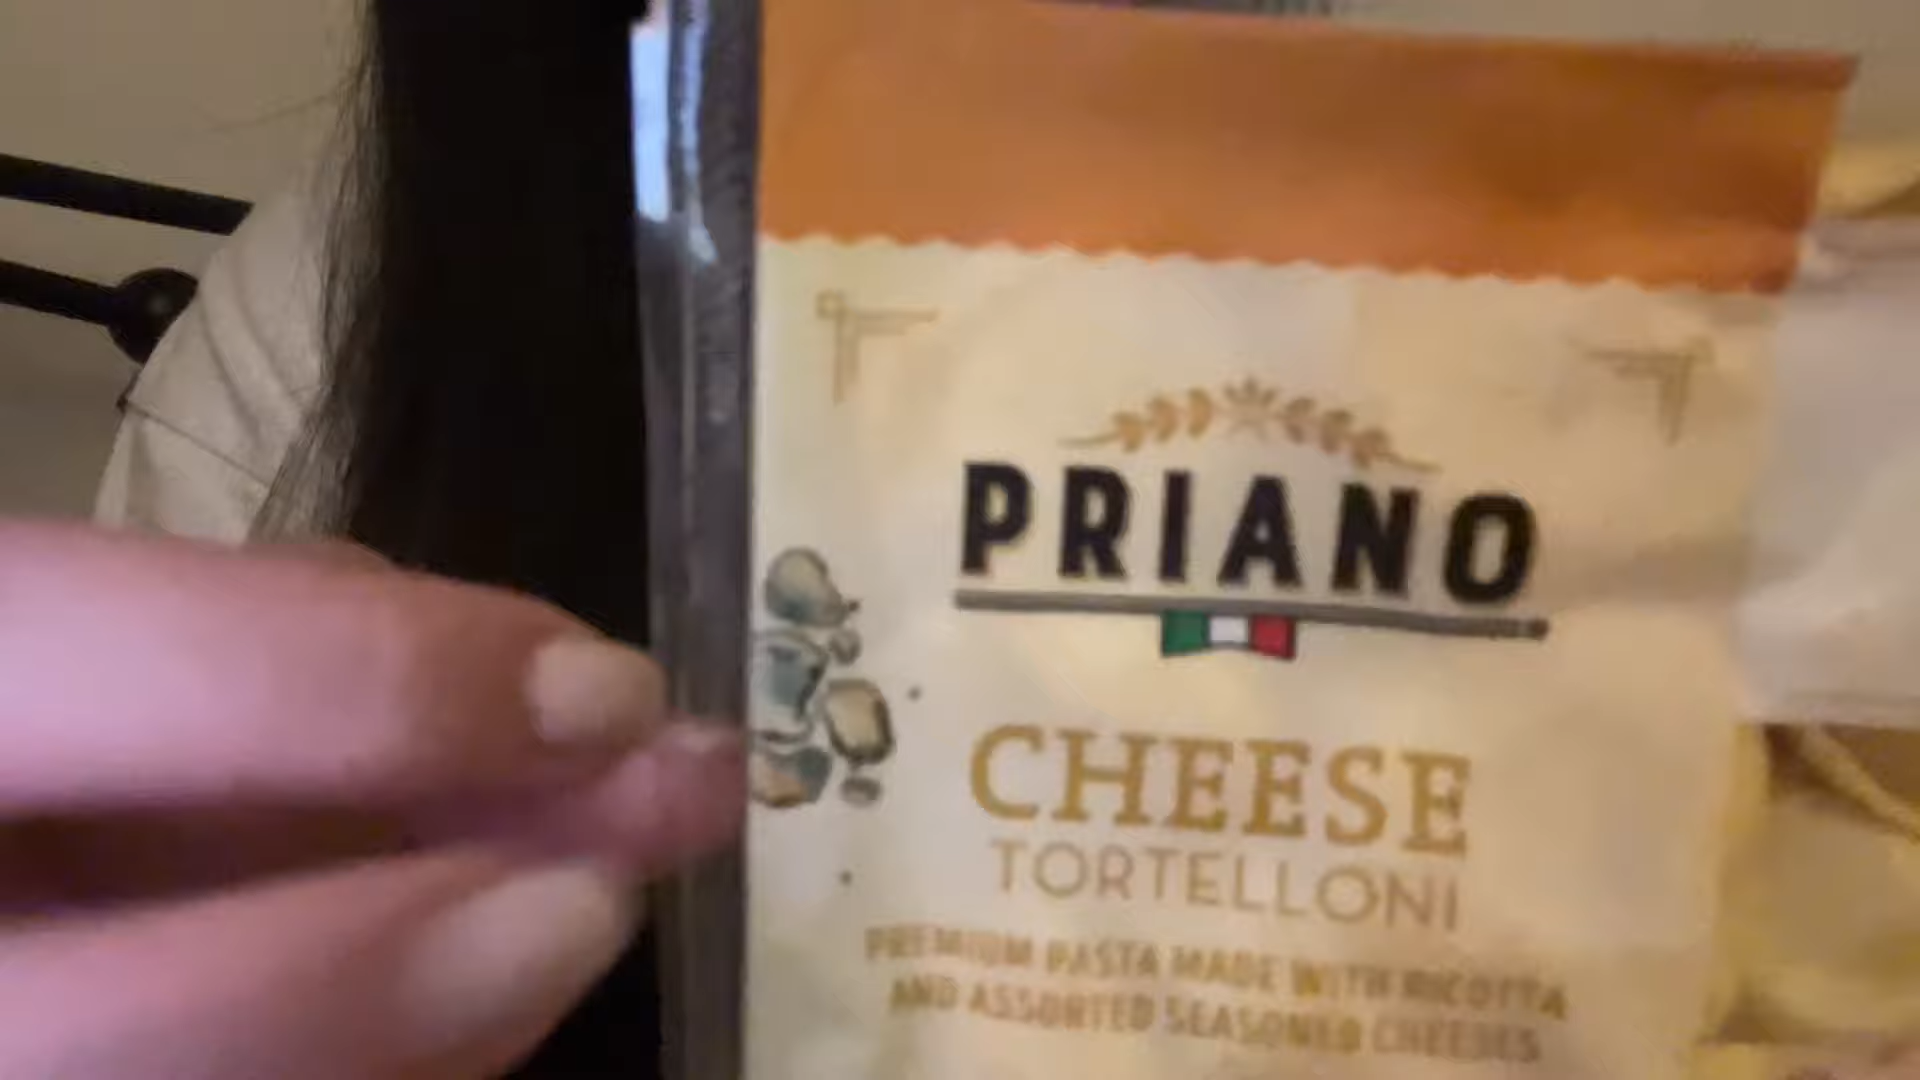 PRIANO
CHEESE
TORTELLONI
PREMIUM PASTA MADE WITH RICOTTA
AND ASSORTED SEASONED CHEESES